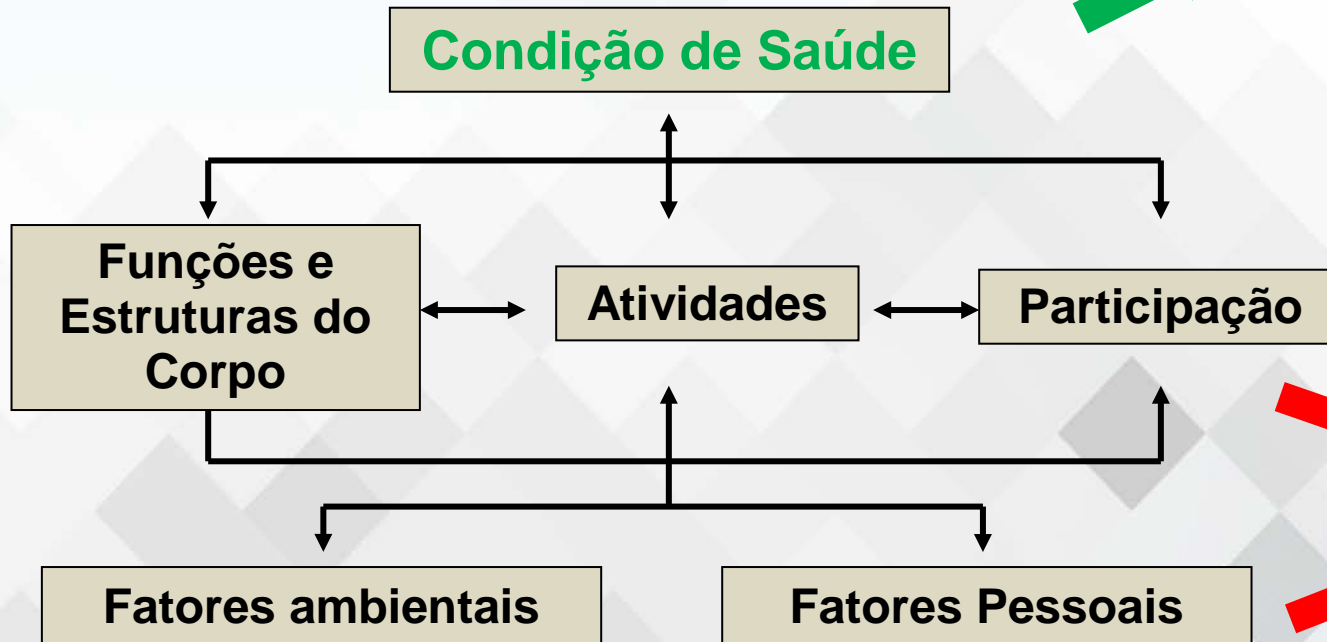 Condição de Saúde
Funções e
Estruturas do
Corpo
Atividades
Participação
Fatores ambientais
Fatores Pessoais